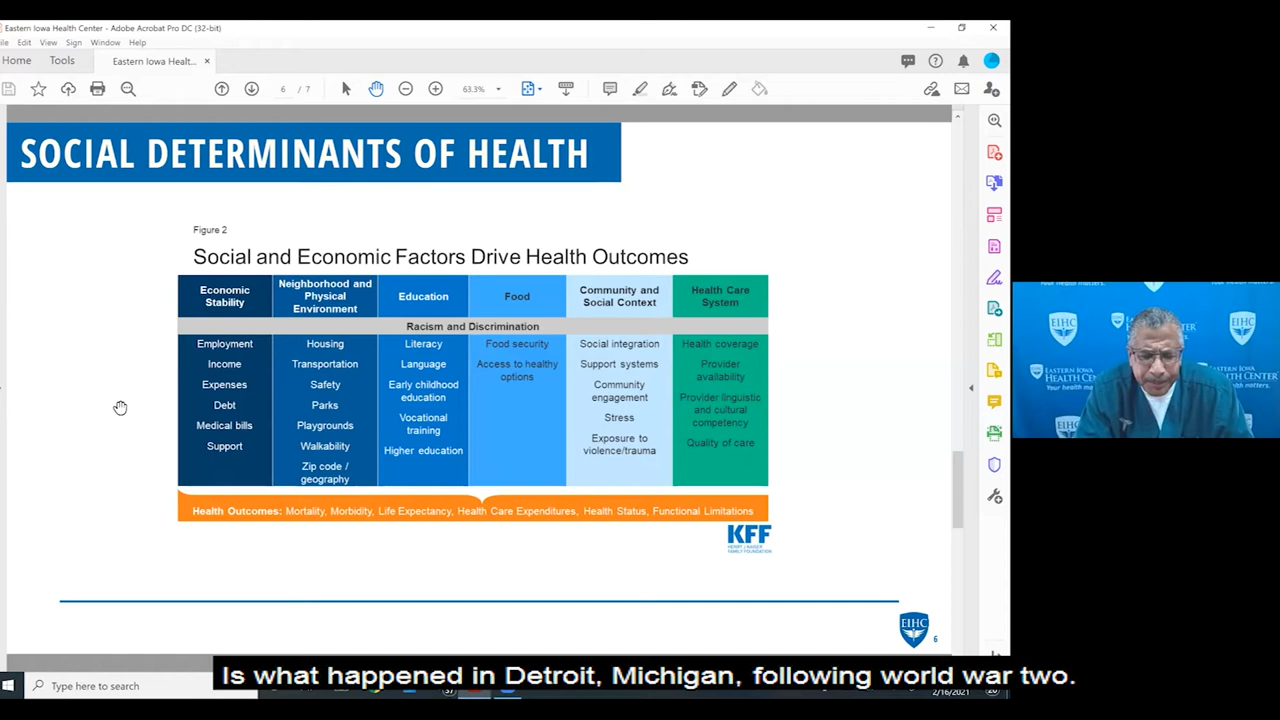 Eastern Iowa Health Center - Adobe Acrobat Pro DC (32-bit)
Edit View Sign Window Help
Home Tools Eastern Iowa Healt... ×
6 / 7 63.3%
SOCIAL DETERMINANTS OF HEALTH
Figure 2
Social and Economic Factors Drive Health Outcomes
Economic
Stability
Neighborhood and
Physical
Environment
Education
Food
Community and
Social Context
Health Care
System
Racism and Discrimination
Employment
Income
Expenses
Debt
Medical bills
Support
Housing
Transportation
Safety
Parks
Playgrounds
Walkability
Zip code /
geography
Literacy
Language
Early childhood
education
Vocational
training
Higher education
Food security
Access to healthy
options
Social integration
Support systems
Community
engagement
Stress
Exposure to
violence/trauma
Health coverage
Provider
availability
Provider linguistic
and cultural
competency
Quality of care
Health Outcomes: Mortality, Morbidity, Life Expectancy, Health Care Expenditures, Health Status, Functional Limitations
KFF
HENRY J KAISER
FAMILY FOUNDATION
EIHC
6
EIHC
EIHC
Your health matters.
Is what happened in Detroit, Michigan, following world war two.
Type here to search
2/16/2021